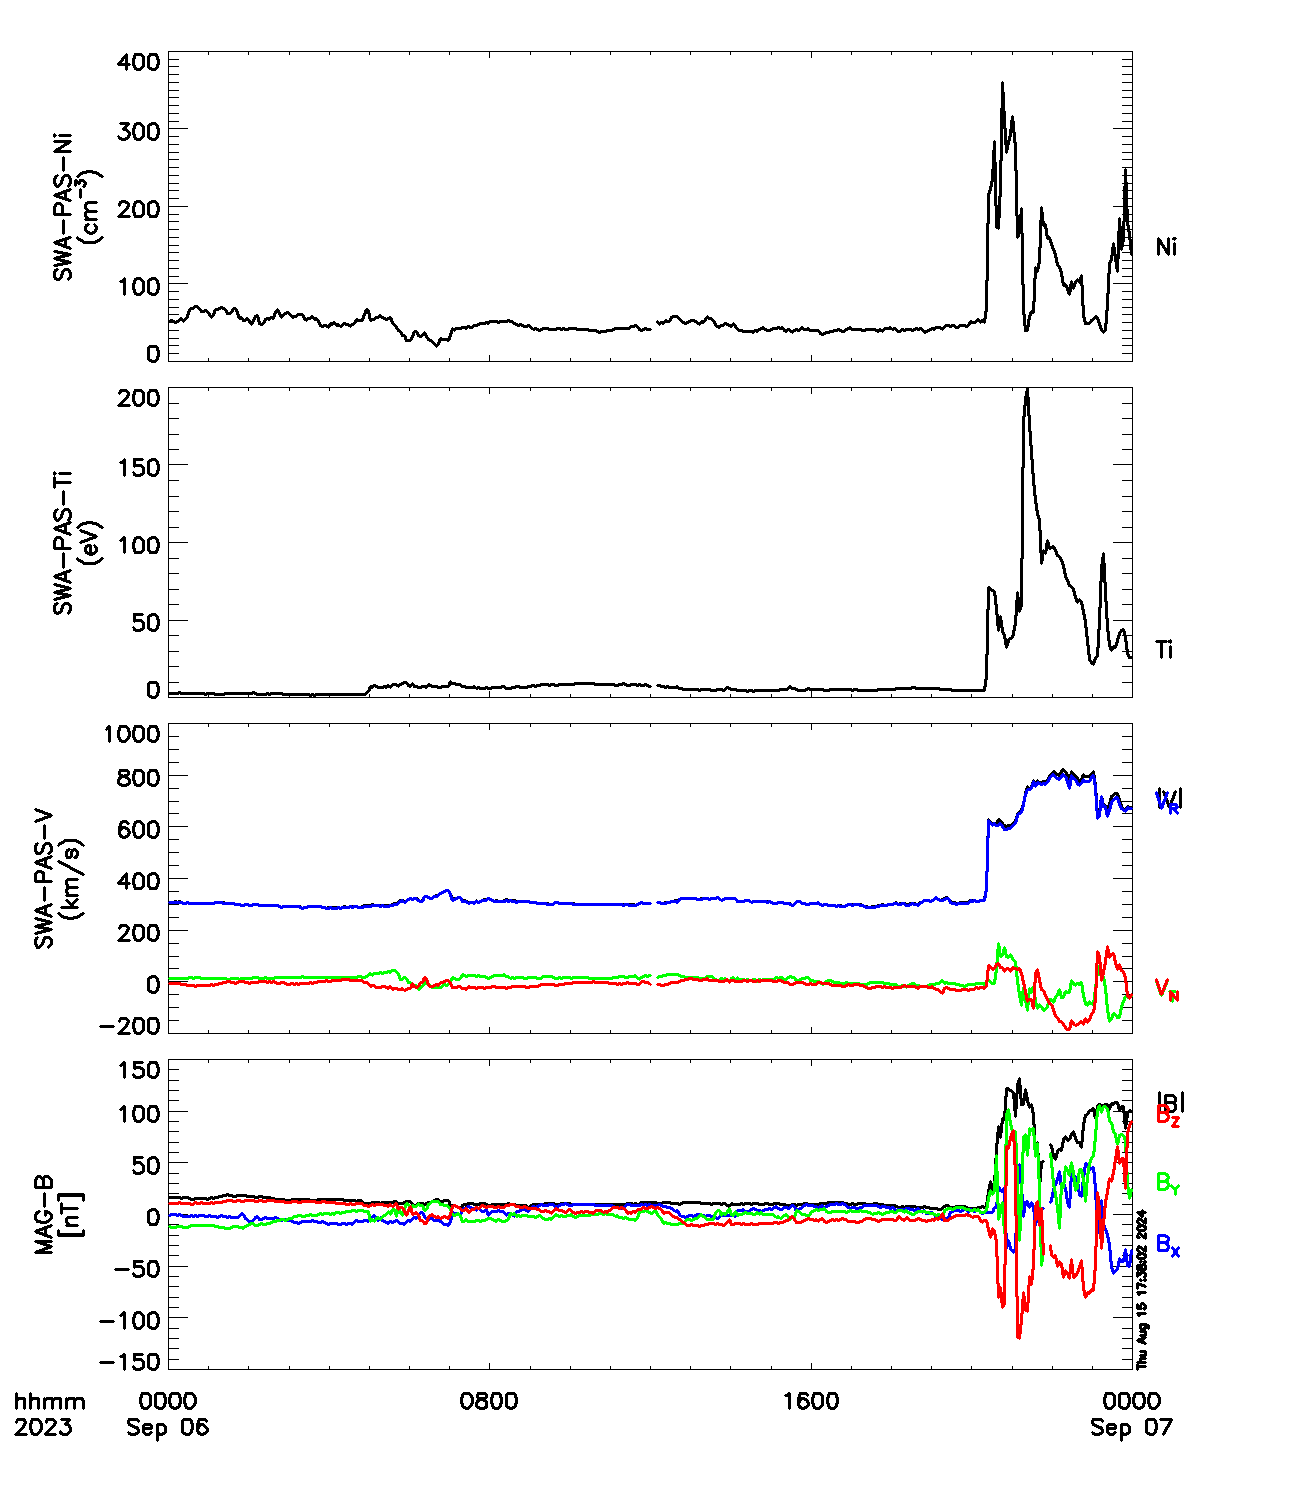 400
300
200
100
0
SWA-PAS-Ni
(cm⁻³)
Ni
200
150
100
50
0
SWA-PAS-Ti
(eV)
Ti
1000
800
600
400
200
0
-200
SWA-PAS-V
(km/s)
|V|
V_R
V_N
150
100
50
0
-50
-100
-150
MAG-B
[nT]
|B|
B_Z
B_Y
B_X
Thu Aug 15 17:38:02 2024
hhmm 0000 0800 1600 0000
2023 Sep 06 Sep 07